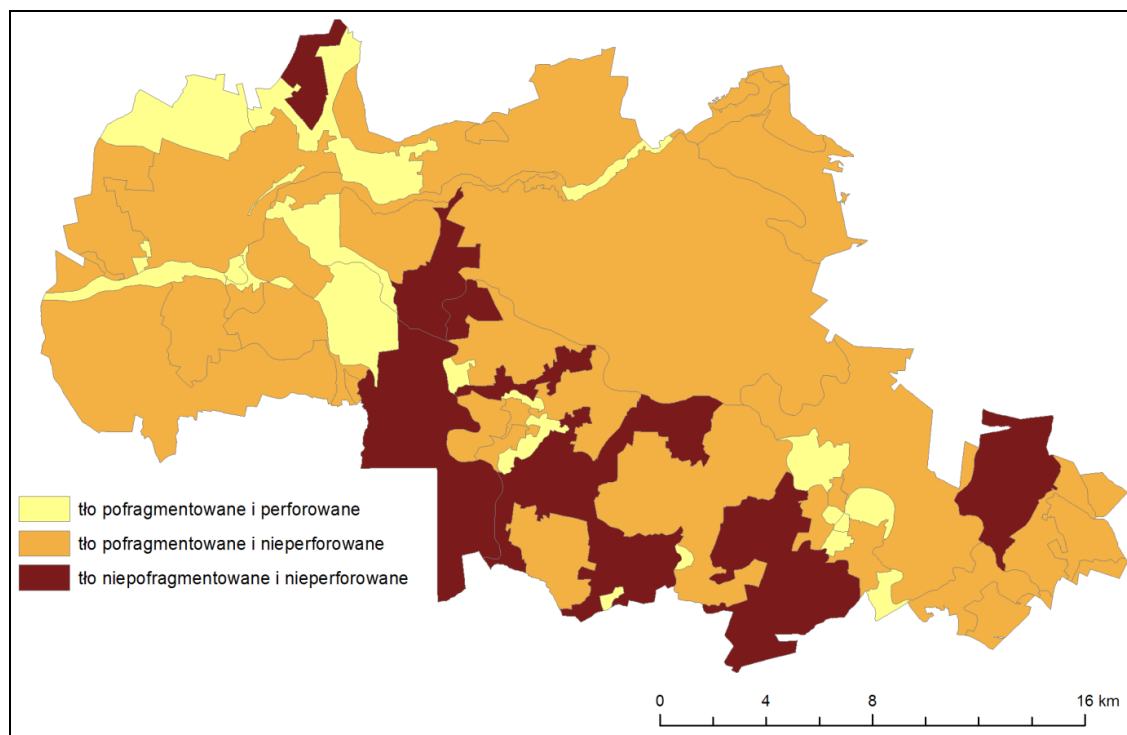 tło pofragmentowane i perforowane
tło pofragmentowane i nieperforowane
tło niepofragmentowane i nieperforowane
0 4 8 16 km